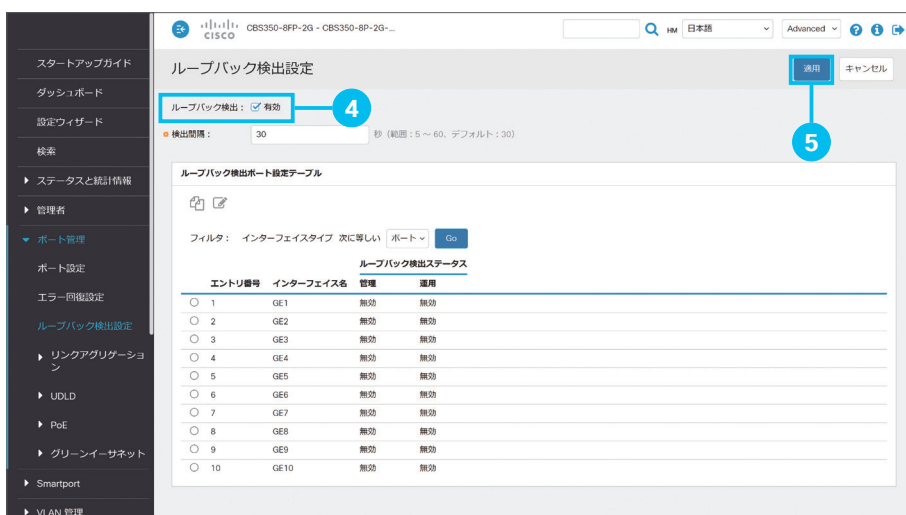 CISCO
CBS350-8FP-2G - CBS350-8P-2G-...
HM
日本語
Advanced
スタートアップガイド
ダッシュボード
設定ウィザード
検索
ステータスと統計情報
管理者
ポート管理
ポート設定
エラー回復設定
ループバック検出設定
リンクアグリゲーショ
ン
UDLD
PoE
グリーンイーサネット
Smartport
VLAN 管理
ループバック検出設定
適用
キャンセル
ループバック検出: 有効
4
5
検出間隔: 30 秒(範囲:5 ~ 60、デフォルト:30)
ループバック検出ポート設定テーブル
フィルタ: インターフェイスタイプ 次に等しい ポート Go
ループバック検出ステータス
エントリ番号 インターフェイス名 管理 運用
1 GE1 無効 無効
2 GE2 無効 無効
3 GE3 無効 無効
4 GE4 無効 無効
5 GE5 無効 無効
6 GE6 無効 無効
7 GE7 無効 無効
8 GE8 無効 無効
9 GE9 無効 無効
10 GE10 無効 無効